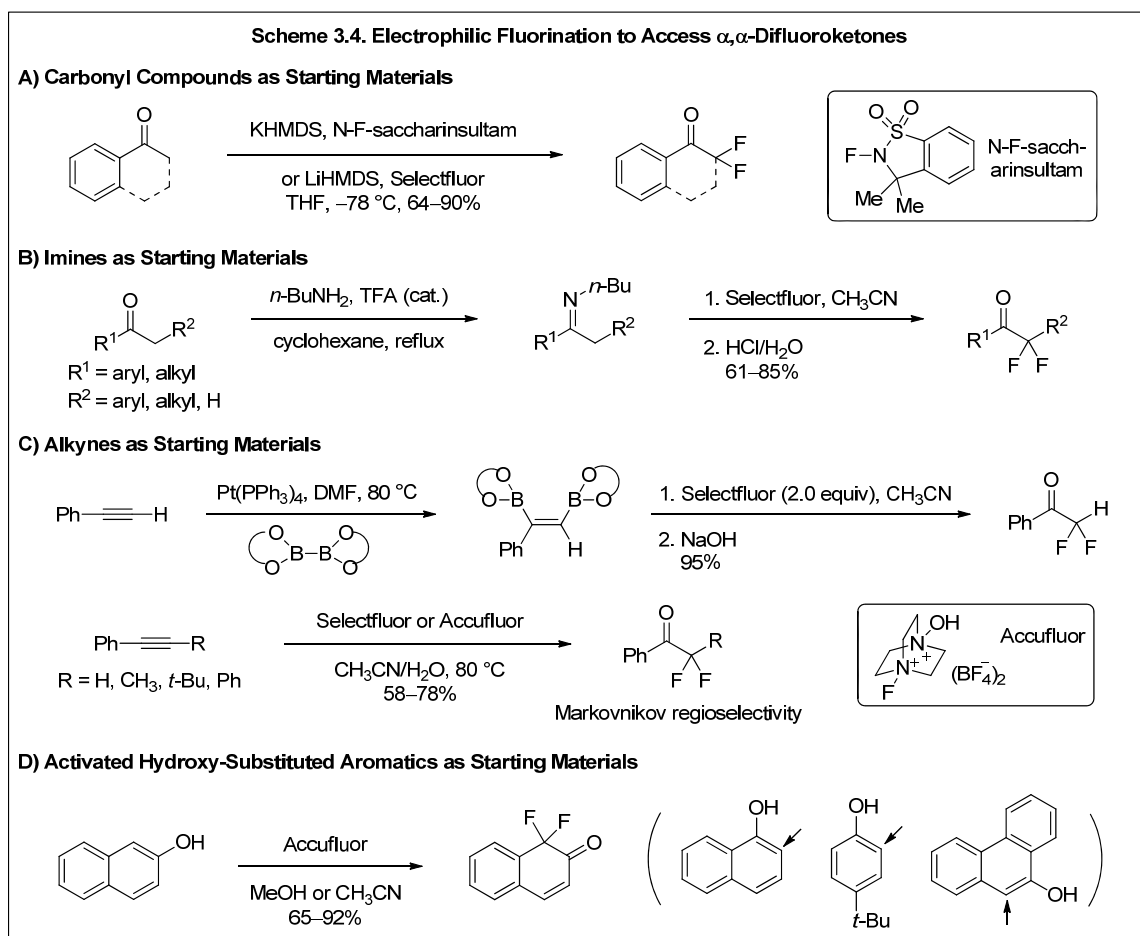 Scheme 3.4. Electrophilic Fluorination to Access α,α-Difluoroketones
A) Carbonyl Compounds as Starting Materials
O
KHMDS, N-F-saccharinsultam
or LiHMDS, Selectfluor
THF, –78 °C, 64–90%
O
F
F
O
O
S
F
N
Me
Me
N-F-sacch-
arinsultam
B) Imines as Starting Materials
O
R1
R2
R1 = aryl, alkyl
R2 = aryl, alkyl, H
n-BuNH2, TFA (cat.)
cyclohexane, reflux
N
n-Bu
R1
R2
1. Selectfluor, CH3CN
2. HCl/H2O
61–85%
O
R1
R2
F F
C) Alkynes as Starting Materials
Ph
H
Pt(PPh3)4, DMF, 80 °C
O
O
B B
O
O
O
O
B
B
O
O
Ph
H
1. Selectfluor (2.0 equiv), CH3CN
2. NaOH
95%
O
Ph
H
F F
Ph
R
R = H, CH3, t-Bu, Ph
Selectfluor or Accufluor
CH3CN/H2O, 80 °C
58–78%
O
Ph
R
F F
Markovnikov regioselectivity
OH
N
+
N
+
F
(BF4–)2
Accufluor
D) Activated Hydroxy-Substituted Aromatics as Starting Materials
OH
Accufluor
MeOH or CH3CN
65–92%
F F
O
OH
OH
t-Bu
OH